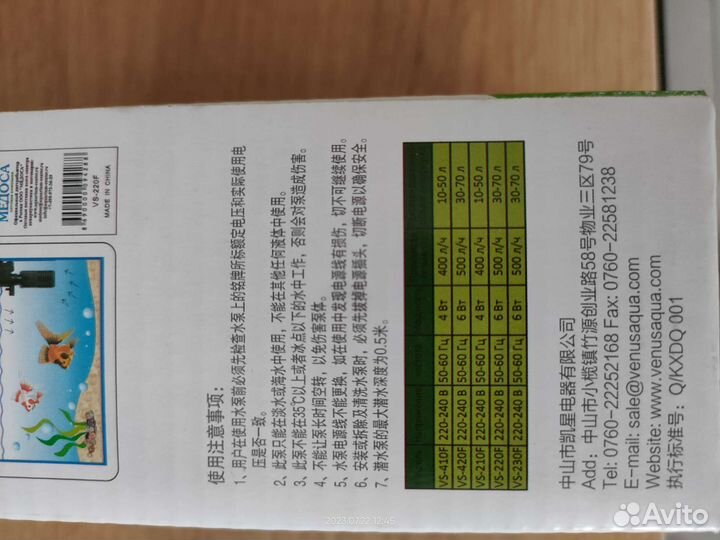 使用注意事项：
1、用户在使用水泵前必须先检查水泵上的铭牌所标额定电压和实际使用电
压是否一致。
2、此泵只能在淡水或海水中使用，不能在其他任何液体中使用。
3、此泵不能在35℃以上或者冰点以下的水中工作，否则会对泵造成伤害。
4、不能让泵长时间空转，以免伤害泵体。
5、水泵电源线不能更换，如在使用中发现电源线有损伤，切不可继续使用。
6、安装或拆除及清洗水泵时，必须先拔掉电源插头，切断电源以确保安全。
7、潜水泵的最大潜水深度为0.5米。
VS-410F 220-240 В 50-60 Гц 4 Вт 400 л/ч 10-50 л
VS-420F 220-240 В 50-60 Гц 6 Вт 500 л/ч 30-70 л
VS-210F 220-240 В 50-60 Гц 4 Вт 400 л/ч 10-50 л
VS-220F 220-240 В 50-60 Гц 6 Вт 500 л/ч 30-70 л
VS-230F 220-240 В 50-60 Гц 6 Вт 500 л/ч 30-70 л
中山市凯星电器有限公司
Add: 中山市小榄镇竹源创业路58号物业三区79号
Tel: 0760-22252168 Fax: 0760-22581238
E-mail: sale@venusaqua.com
Website: www.venusaqua.com
执行标准号: Q/KXDQ 001
МЕДОСА
VS-220F
MADE IN CHINA
2023.07.22 12:45
Avito